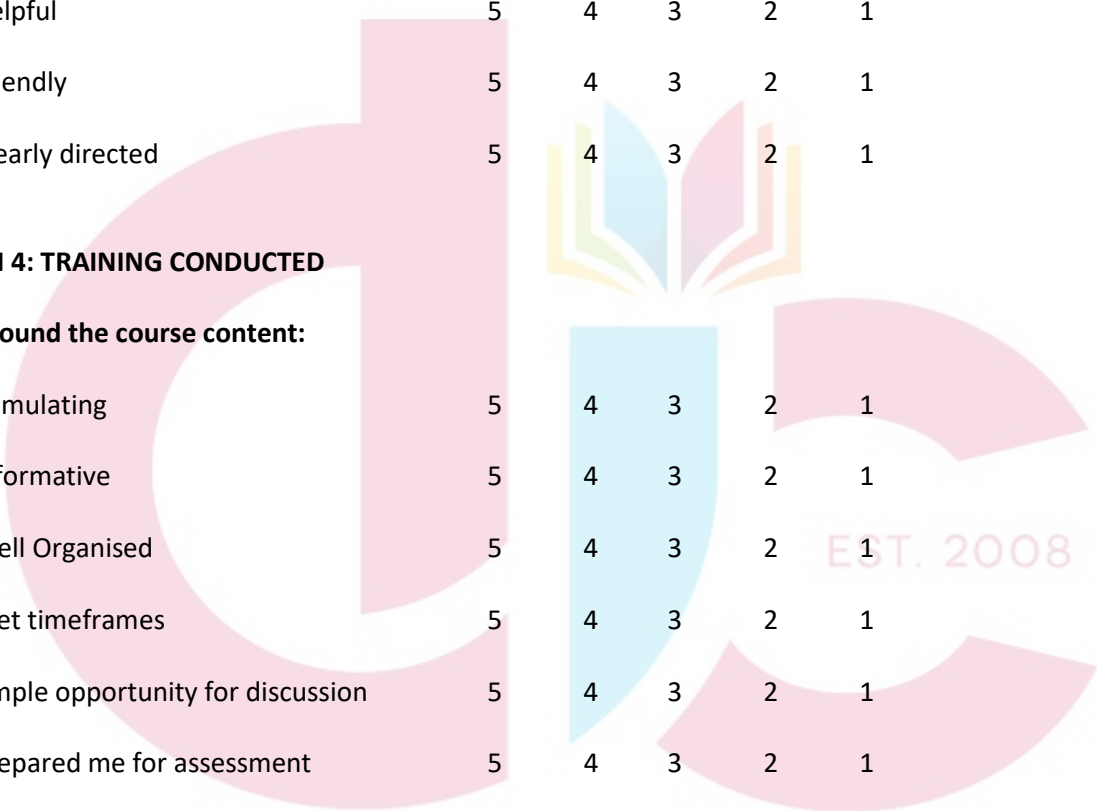 elpful 5 4 3 2 1
iendly 5 4 3 2 1
early directed 5 4 3 2 1
4: TRAINING CONDUCTED
ound the course content:
mulating 5 4 3 2 1
formative 5 4 3 2 1
ell Organised 5 4 3 2 1
EST. 2008
et timeframes 5 4 3 2 1
mple opportunity for discussion 5 4 3 2 1
epared me for assessment 5 4 3 2 1